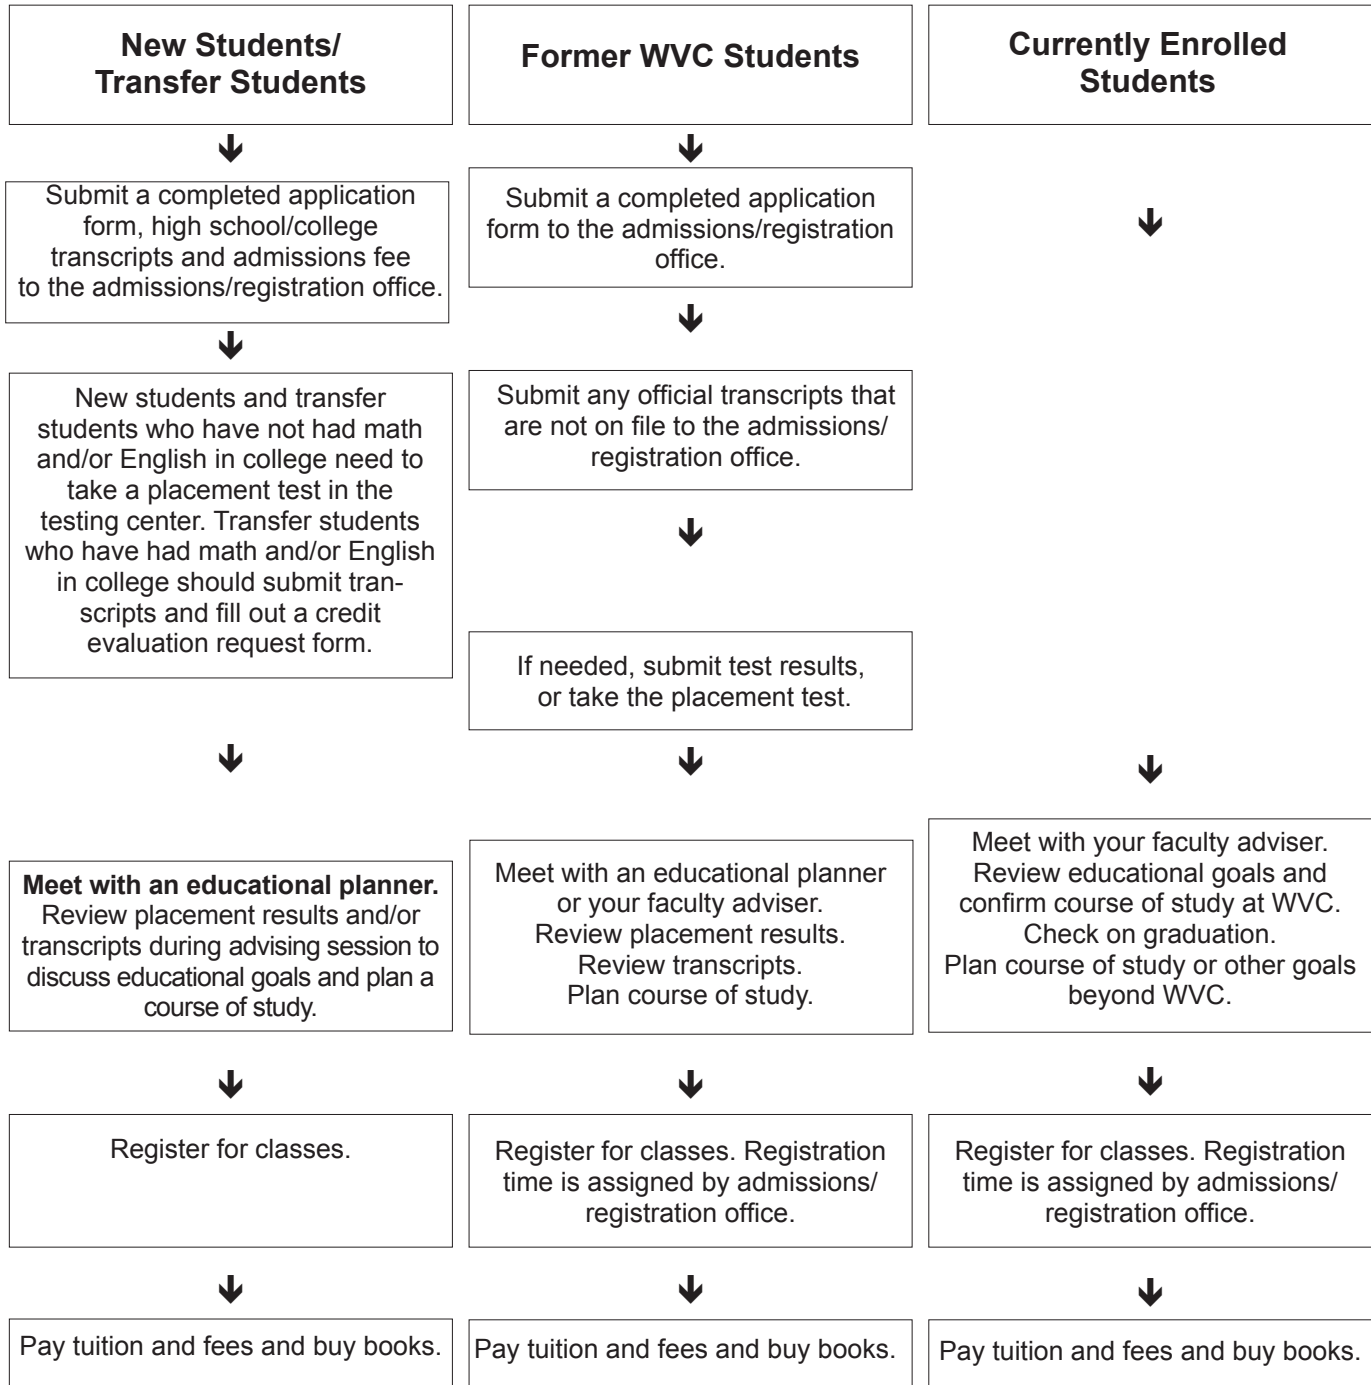 New Students/
Transfer Students
Submit a completed application
form, high school/college
transcripts and admissions fee
to the admissions/registration office.
New students and transfer
students who have not had math
and/or English in college need to
take a placement test in the
testing center. Transfer students
who have had math and/or English
in college should submit tran-
scripts and fill out a credit
evaluation request form.
Meet with an educational planner.
Review placement results and/or
transcripts during advising session to
discuss educational goals and plan a
course of study.
Register for classes.
Pay tuition and fees and buy books.
Former WVC Students
Submit a completed application
form to the admissions/registration
office.
Submit any official transcripts that
are not on file to the admissions/
registration office.
If needed, submit test results,
or take the placement test.
Meet with an educational planner
or your faculty adviser.
Review placement results.
Review transcripts.
Plan course of study.
Register for classes. Registration
time is assigned by admissions/
registration office.
Pay tuition and fees and buy books.
Currently Enrolled
Students
Meet with your faculty adviser.
Review educational goals and
confirm course of study at WVC.
Check on graduation.
Plan course of study or other goals
beyond WVC.
Register for classes. Registration
time is assigned by admissions/
registration office.
Pay tuition and fees and buy books.